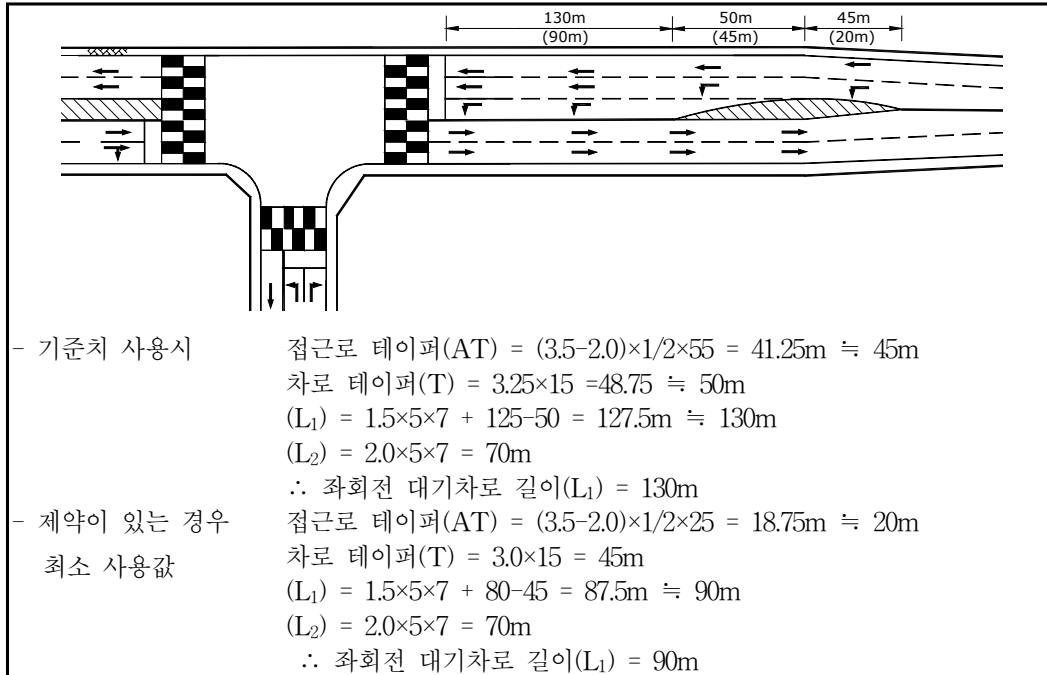 130m 50m 45m
(90m) (45m) (20m)
- 기준치 사용시 접근로 테이퍼(AT) = (3.5-2.0)×1/2×55 = 41.25m ≒ 45m
차로 테이퍼(T) = 3.25×15 =48.75 ≒ 50m
(L₁) = 1.5×5×7 + 125-50 = 127.5m ≒ 130m
(L₂) = 2.0×5×7 = 70m
∴ 좌회전 대기차로 길이(L₁) = 130m
- 제약이 있는 경우 접근로 테이퍼(AT) = (3.5-2.0)×1/2×25 = 18.75m ≒ 20m
최소 사용값 차로 테이퍼(T) = 3.0×15 = 45m
(L₁) = 1.5×5×7 + 80-45 = 87.5m ≒ 90m
(L₂) = 2.0×5×7 = 70m
∴ 좌회전 대기차로 길이(L₁) = 90m